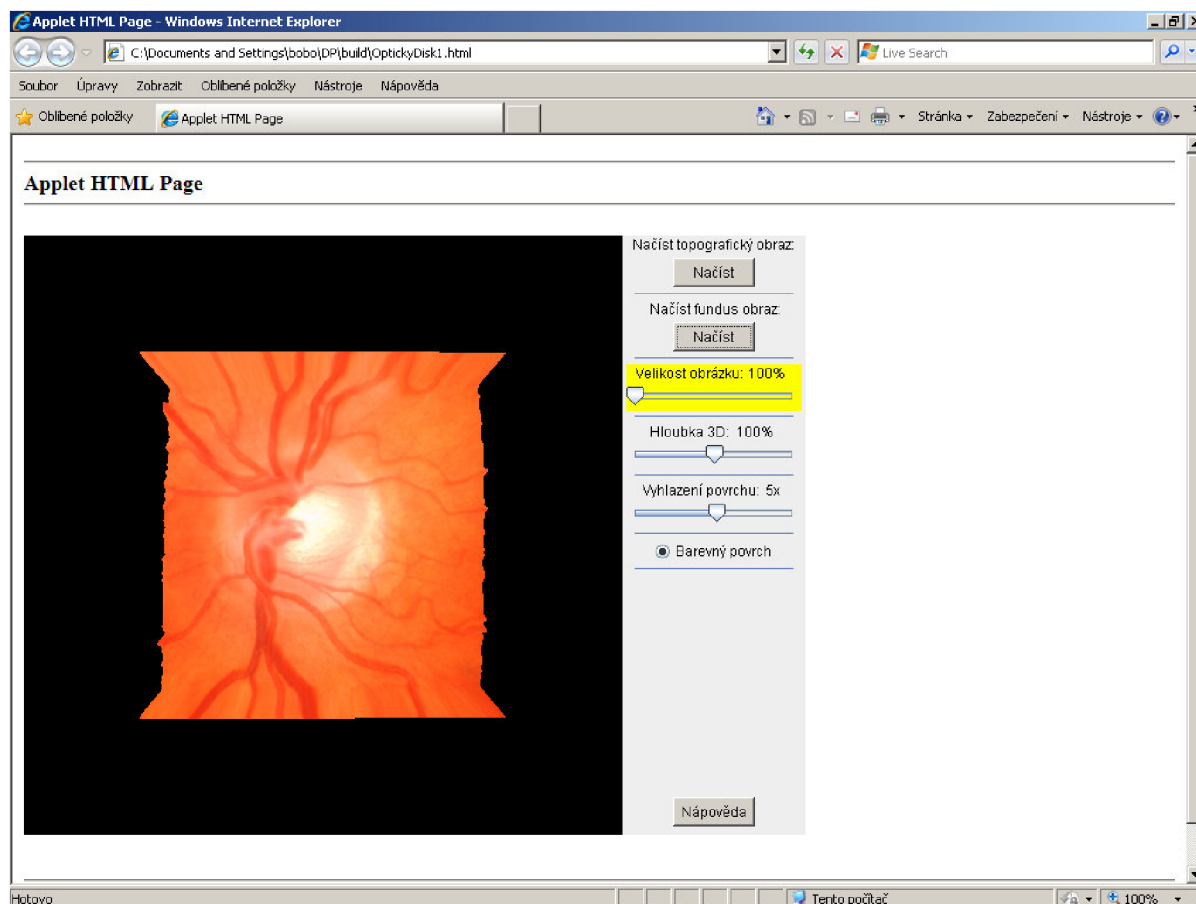 Applet HTML Page - Windows Internet Explorer
C:\Documents and Settings\bobo\DP\build\OptickyDisk1.html
Live Search
Soubor Úpravy Zobrazit Oblíbené položky Nástroje Nápověda
Oblíbené položky Applet HTML Page Stránka Zabezpečení Nástroje
Applet HTML Page
Načíst topografický obraz:
Načíst
Načíst fundus obraz:
Načíst
Velikost obrázku: 100%
Hloubka 3D: 100%
Vyhlazení povrchu: 5x
Barevný povrch
Nápověda
Hotovo Tento počítač 100%